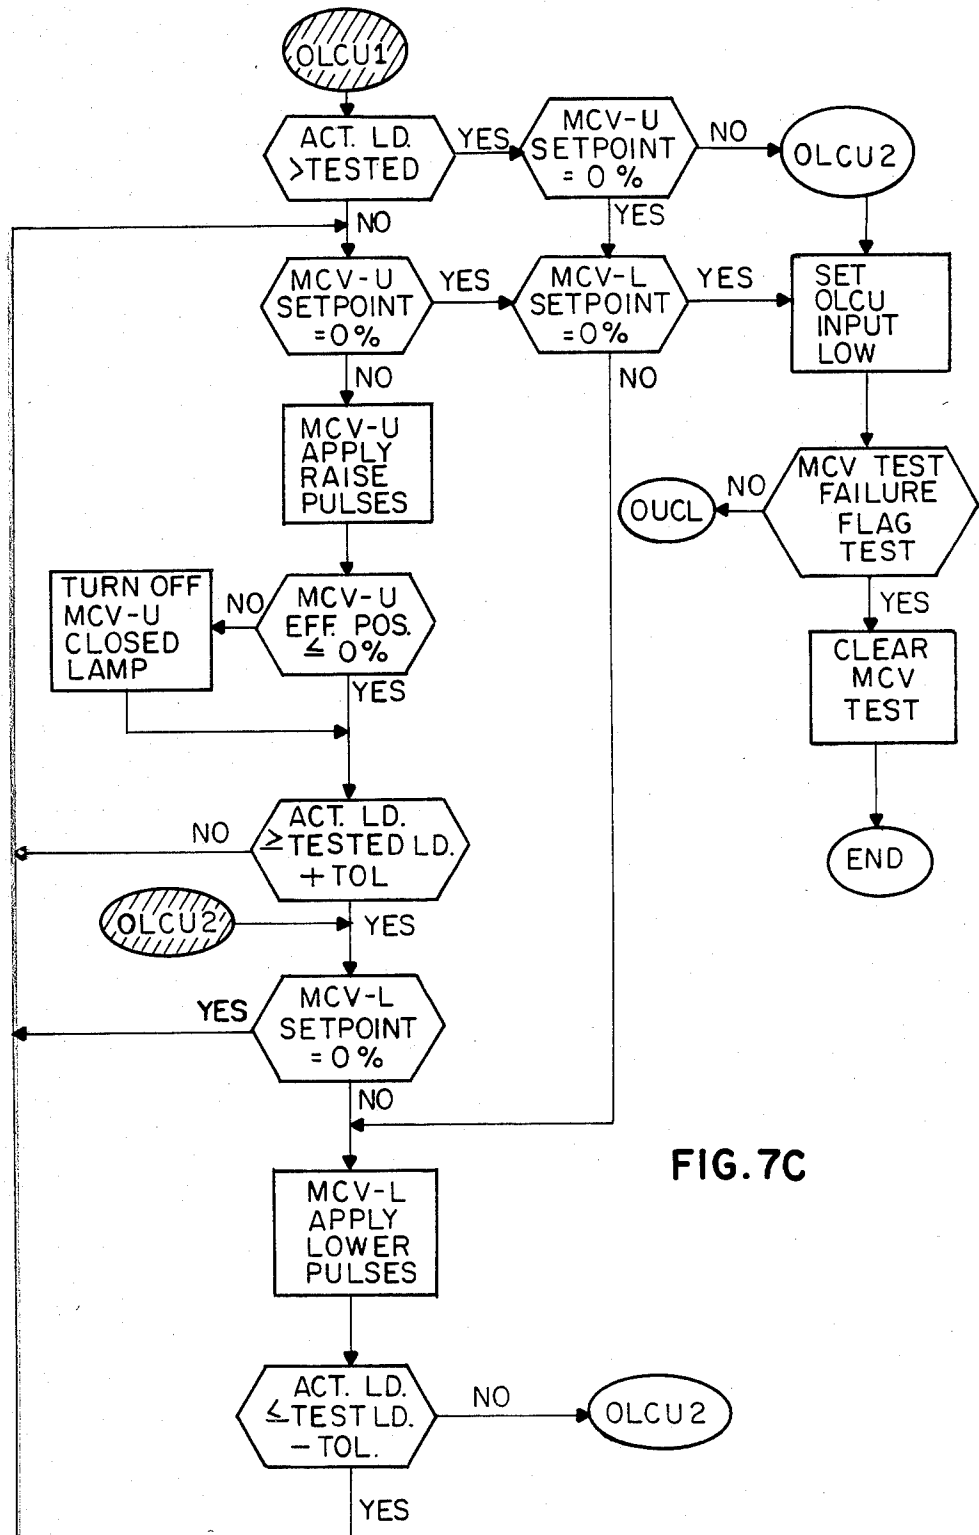 OLCU1
ACT. LD.
>TESTED
YES
MCV-U
SETPOINT
=0%
NO
OLCU2
NO
YES
MCV-U
SETPOINT
=0%
YES
MCV-L
SETPOINT
=0%
YES
SET
OLCU
INPUT
LOW
NO
NO
MCV-U
APPLY
RAISE
PULSES
MCV TEST
FAILURE
FLAG
TEST
NO
OUCL
YES
TURN OFF
MCV-U
CLOSED
LAMP
NO
MCV-U
EFF. POS.
≤ 0%
YES
CLEAR
MCV
TEST
END
ACT. LD.
≥TESTED LD.
+TOL
NO
OLCU2
YES
MCV-L
SETPOINT
=0%
YES
NO
FIG.7C
MCV-L
APPLY
LOWER
PULSES
ACT. LD.
≤TEST LD.
-TOL.
NO
OLCU2
YES